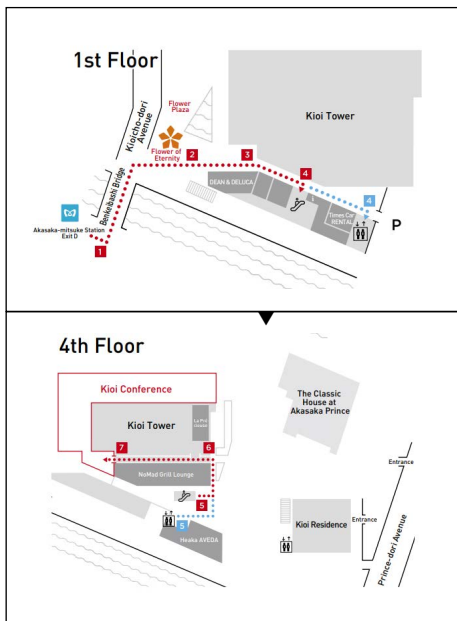 1st Floor
Kioicho-dori
Avenue
Flower
Plaza
Kioi Tower
Flower of
Eternity
2
3
4
DEAN & DELUCA
Benkeibashi Bridge
4
Times Car
RENTAL
P
Akasaka-mitsuke Station
Exit D
1
4th Floor
Kioi Conference
The Classic
House at
Akasaka Prince
Kioi Tower
7
6
NoMad Grill Lounge
Entrance
5
5
Heaka AVEDA
Kioi Residence
Entrance
Prince-dori Avenue